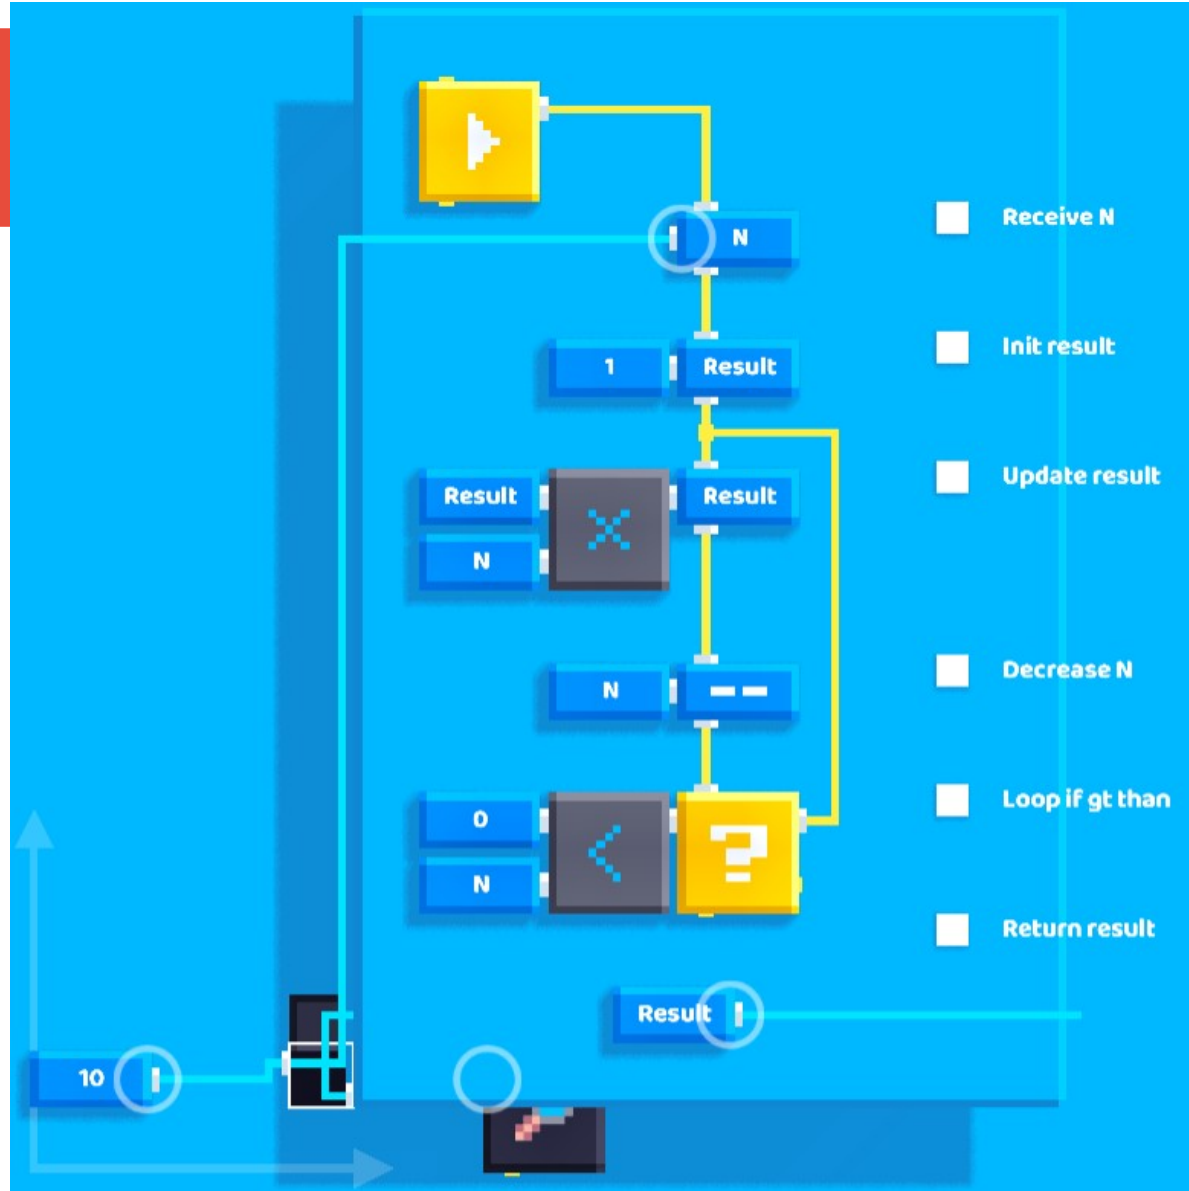 N
Receive N
1
Result
Init result
Result
Result
Update result
N
N
--
Decrease N
0
?
Loop if gt than
N
Return result
Result
10